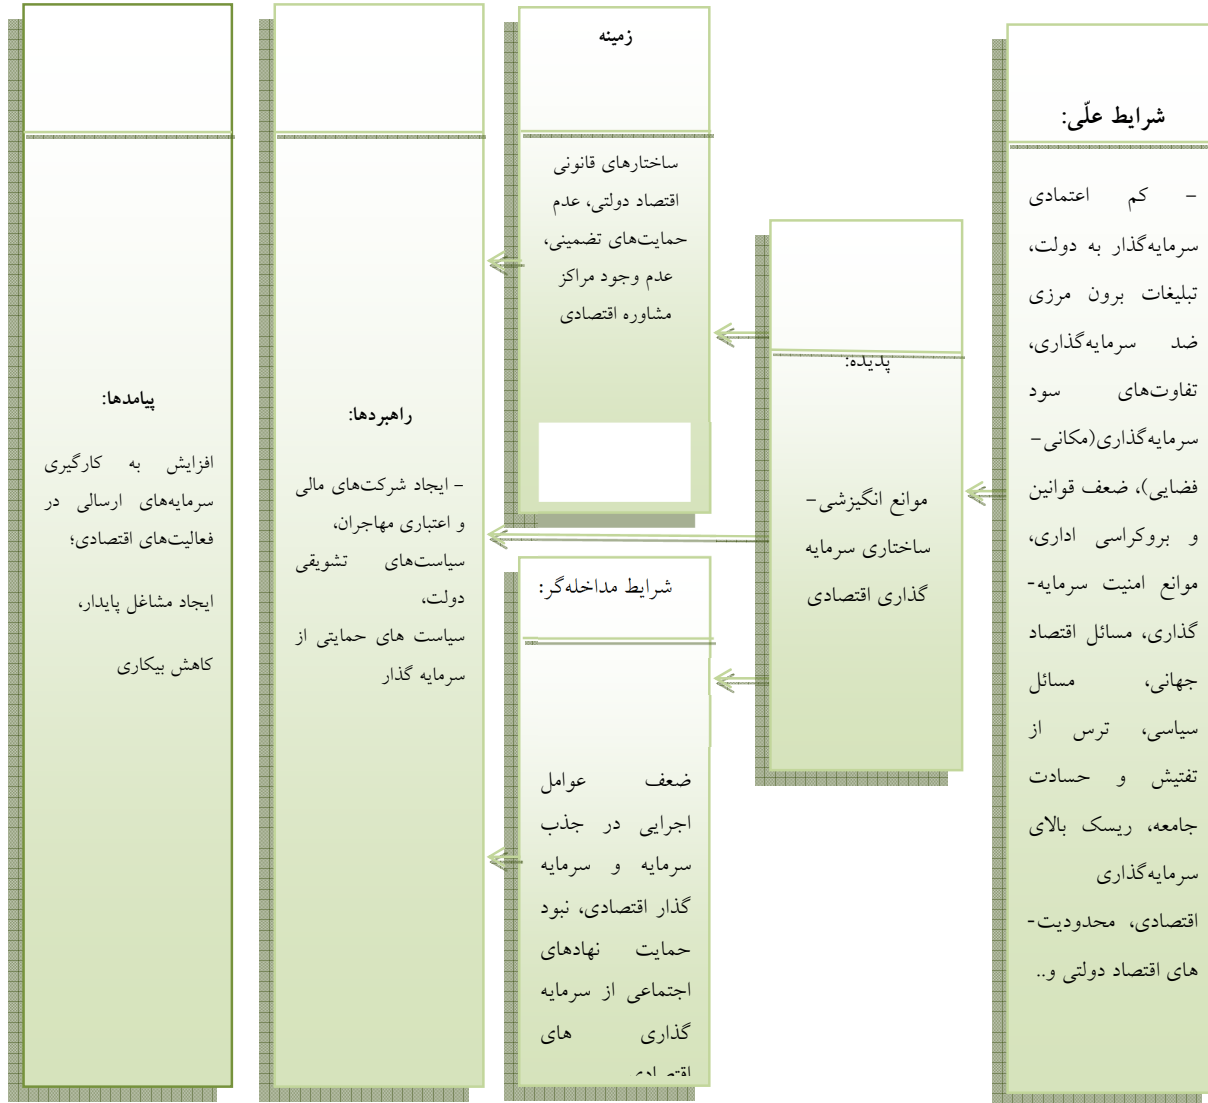 شرایط علّی:
- کم اعتمادی
سرمایه‌گذار به دولت،
تبلیغات برون مرزی
ضد سرمایه‌گذاری،
تفاوت‌های سود
سرمایه‌گذاری(مکانی-
فضایی)، ضعف قوانین
و بروکراسی اداری،
موانع امنیت سرمایه-
گذاری، مسائل اقتصاد
جهانی، مسائل
سیاسی، ترس از
تفتیش و حسادت
جامعه، ریسک بالای
سرمایه‌گذاری
اقتصادی، محدودیت-
های اقتصاد دولتی و..
پدیده:
موانع انگیزشی-
ساختاری سرمایه
گذاری اقتصادی
زمینه
ساختارهای قانونی
اقتصاد دولتی، عدم
حمایت‌های تضمینی،
عدم وجود مراکز
مشاوره اقتصادی
شرایط مداخله‌گر:
ضعف عوامل
اجرایی در جذب
سرمایه و سرمایه
گذار اقتصادی، نبود
حمایت نهادهای
اجتماعی از سرمایه
گذاری های
اقتصادی
راهبردها:
- ایجاد شرکت‌های مالی
و اعتباری مهاجران،
سیاست‌های تشویقی
دولت،
سیاست های حمایتی از
سرمایه گذار
پیامدها:
افزایش به کارگیری
سرمایه‌های ارسالی در
فعالیت‌های اقتصادی؛
ایجاد مشاغل پایدار،
کاهش بیکاری